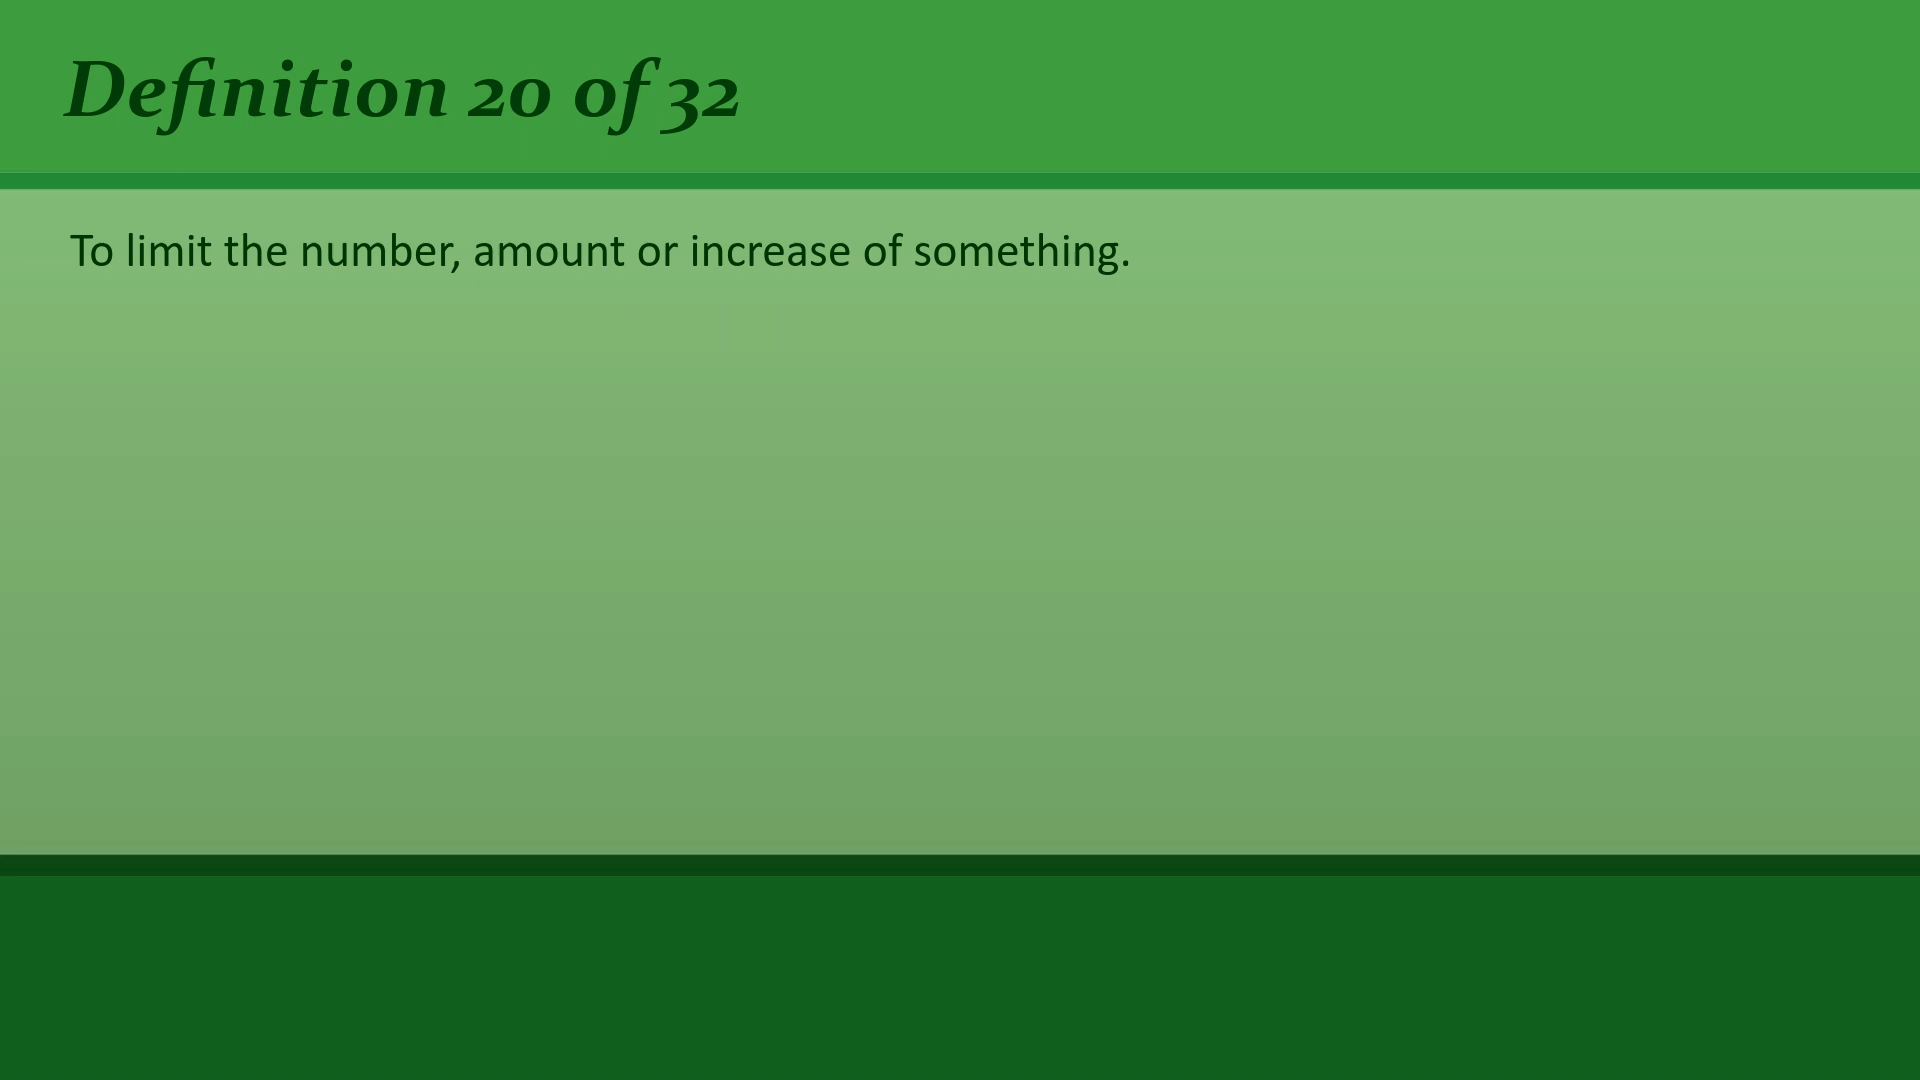 Definition 20 of 32
To limit the number, amount or increase of something.